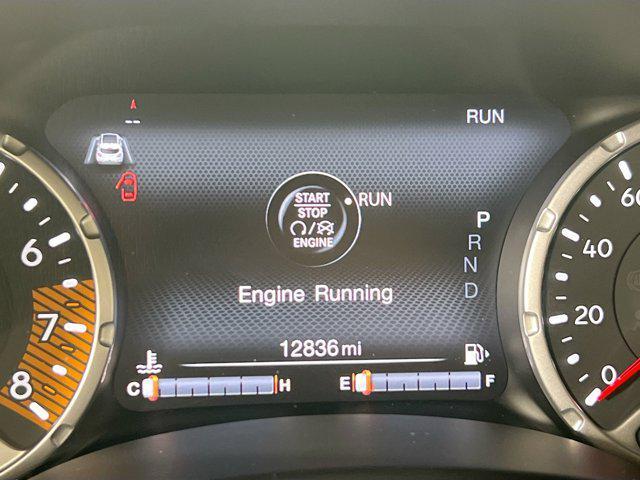 RUN
START
STOP
ENGINE
RUN
P
R
N
D
Engine Running
12836 mi
C H
E F
6
7
8
60
40
20
0